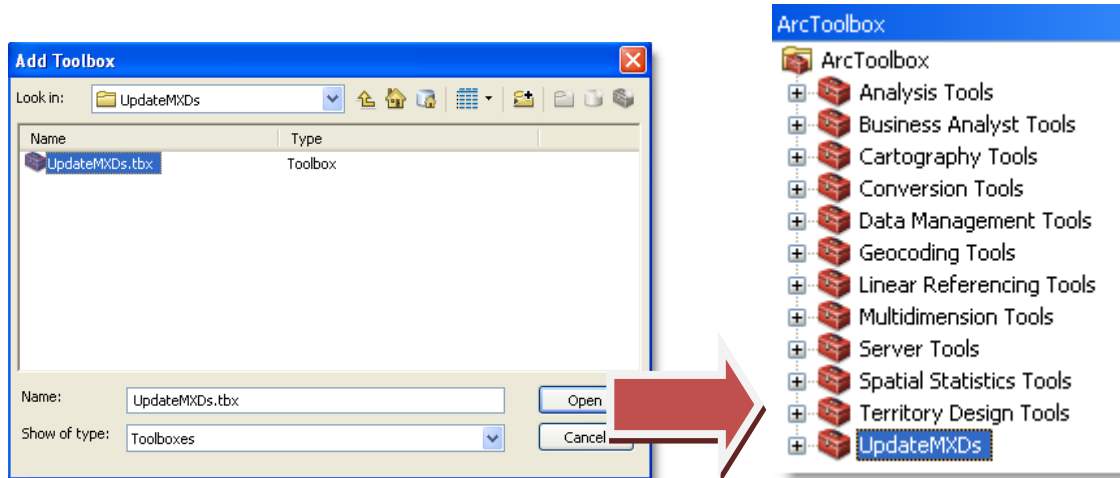 Add Toolbox
Look in:
UpdateMXDs
Name Type
UpdateMXDs.tbx Toolbox
Name:
UpdateMXDs.tbx
Open
Show of type:
Toolboxes
Cancel
ArcToolbox
ArcToolbox
Analysis Tools
Business Analyst Tools
Cartography Tools
Conversion Tools
Data Management Tools
Geocoding Tools
Linear Referencing Tools
Multidimension Tools
Server Tools
Spatial Statistics Tools
Territory Design Tools
UpdateMXDs